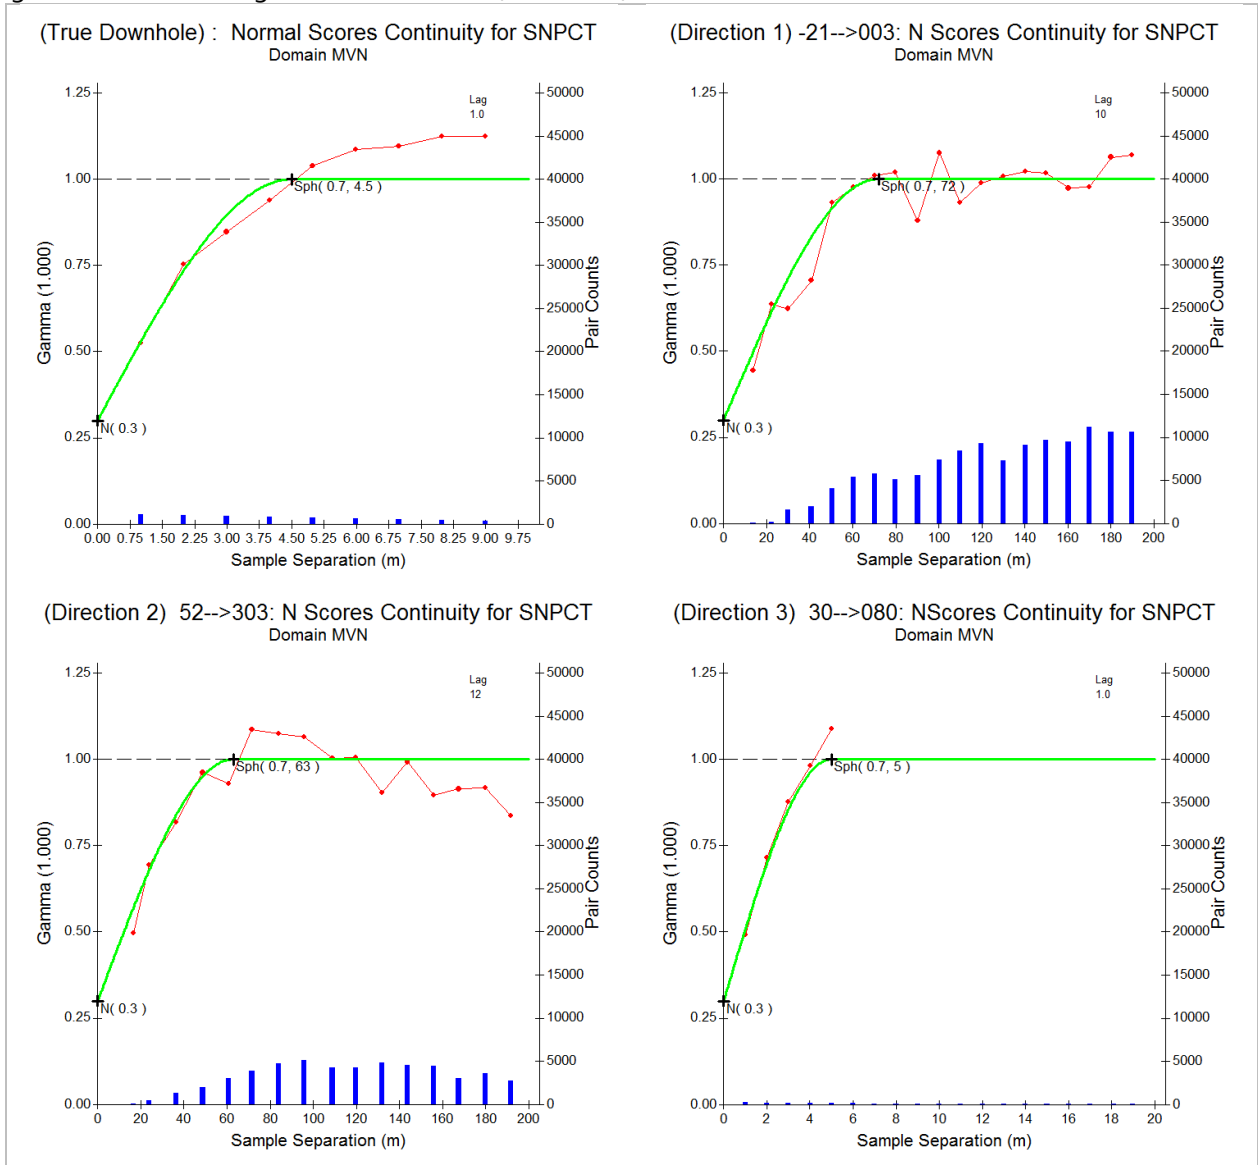 (True Downhole) : Normal Scores Continuity for SNPCT
Domain MVN
1.25
1.00
0.75
0.50
0.25
0.00
Gamma (1.000)
Lag
1.0
Sph( 0.7, 4.5 )
N( 0.3 )
50000
45000
40000
35000
30000
25000
20000
15000
10000
5000
0
Pair Counts
0.00 0.75 1.50 2.25 3.00 3.75 4.50 5.25 6.00 6.75 7.50 8.25 9.00 9.75
Sample Separation (m)
(Direction 1) -21-->003: N Scores Continuity for SNPCT
Domain MVN
1.25
1.00
0.75
0.50
0.25
0.00
Gamma (1.000)
Lag
10
Sph( 0.7, 72 )
N( 0.3 )
50000
45000
40000
35000
30000
25000
20000
15000
10000
5000
0
Pair Counts
0 20 40 60 80 100 120 140 160 180 200
Sample Separation (m)
(Direction 2) 52-->303: N Scores Continuity for SNPCT
Domain MVN
1.25
1.00
0.75
0.50
0.25
0.00
Gamma (1.000)
Lag
12
Sph( 0.7, 63 )
N( 0.3 )
50000
45000
40000
35000
30000
25000
20000
15000
10000
5000
0
Pair Counts
0 20 40 60 80 100 120 140 160 180 200
Sample Separation (m)
(Direction 3) 30-->080: NScores Continuity for SNPCT
Domain MVN
1.25
1.00
0.75
0.50
0.25
0.00
Gamma (1.000)
Lag
1.0
Sph( 0.7, 5 )
N( 0.3 )
50000
45000
40000
35000
30000
25000
20000
15000
10000
5000
0
Pair Counts
0 2 4 6 8 10 12 14 16 18 20
Sample Separation (m)